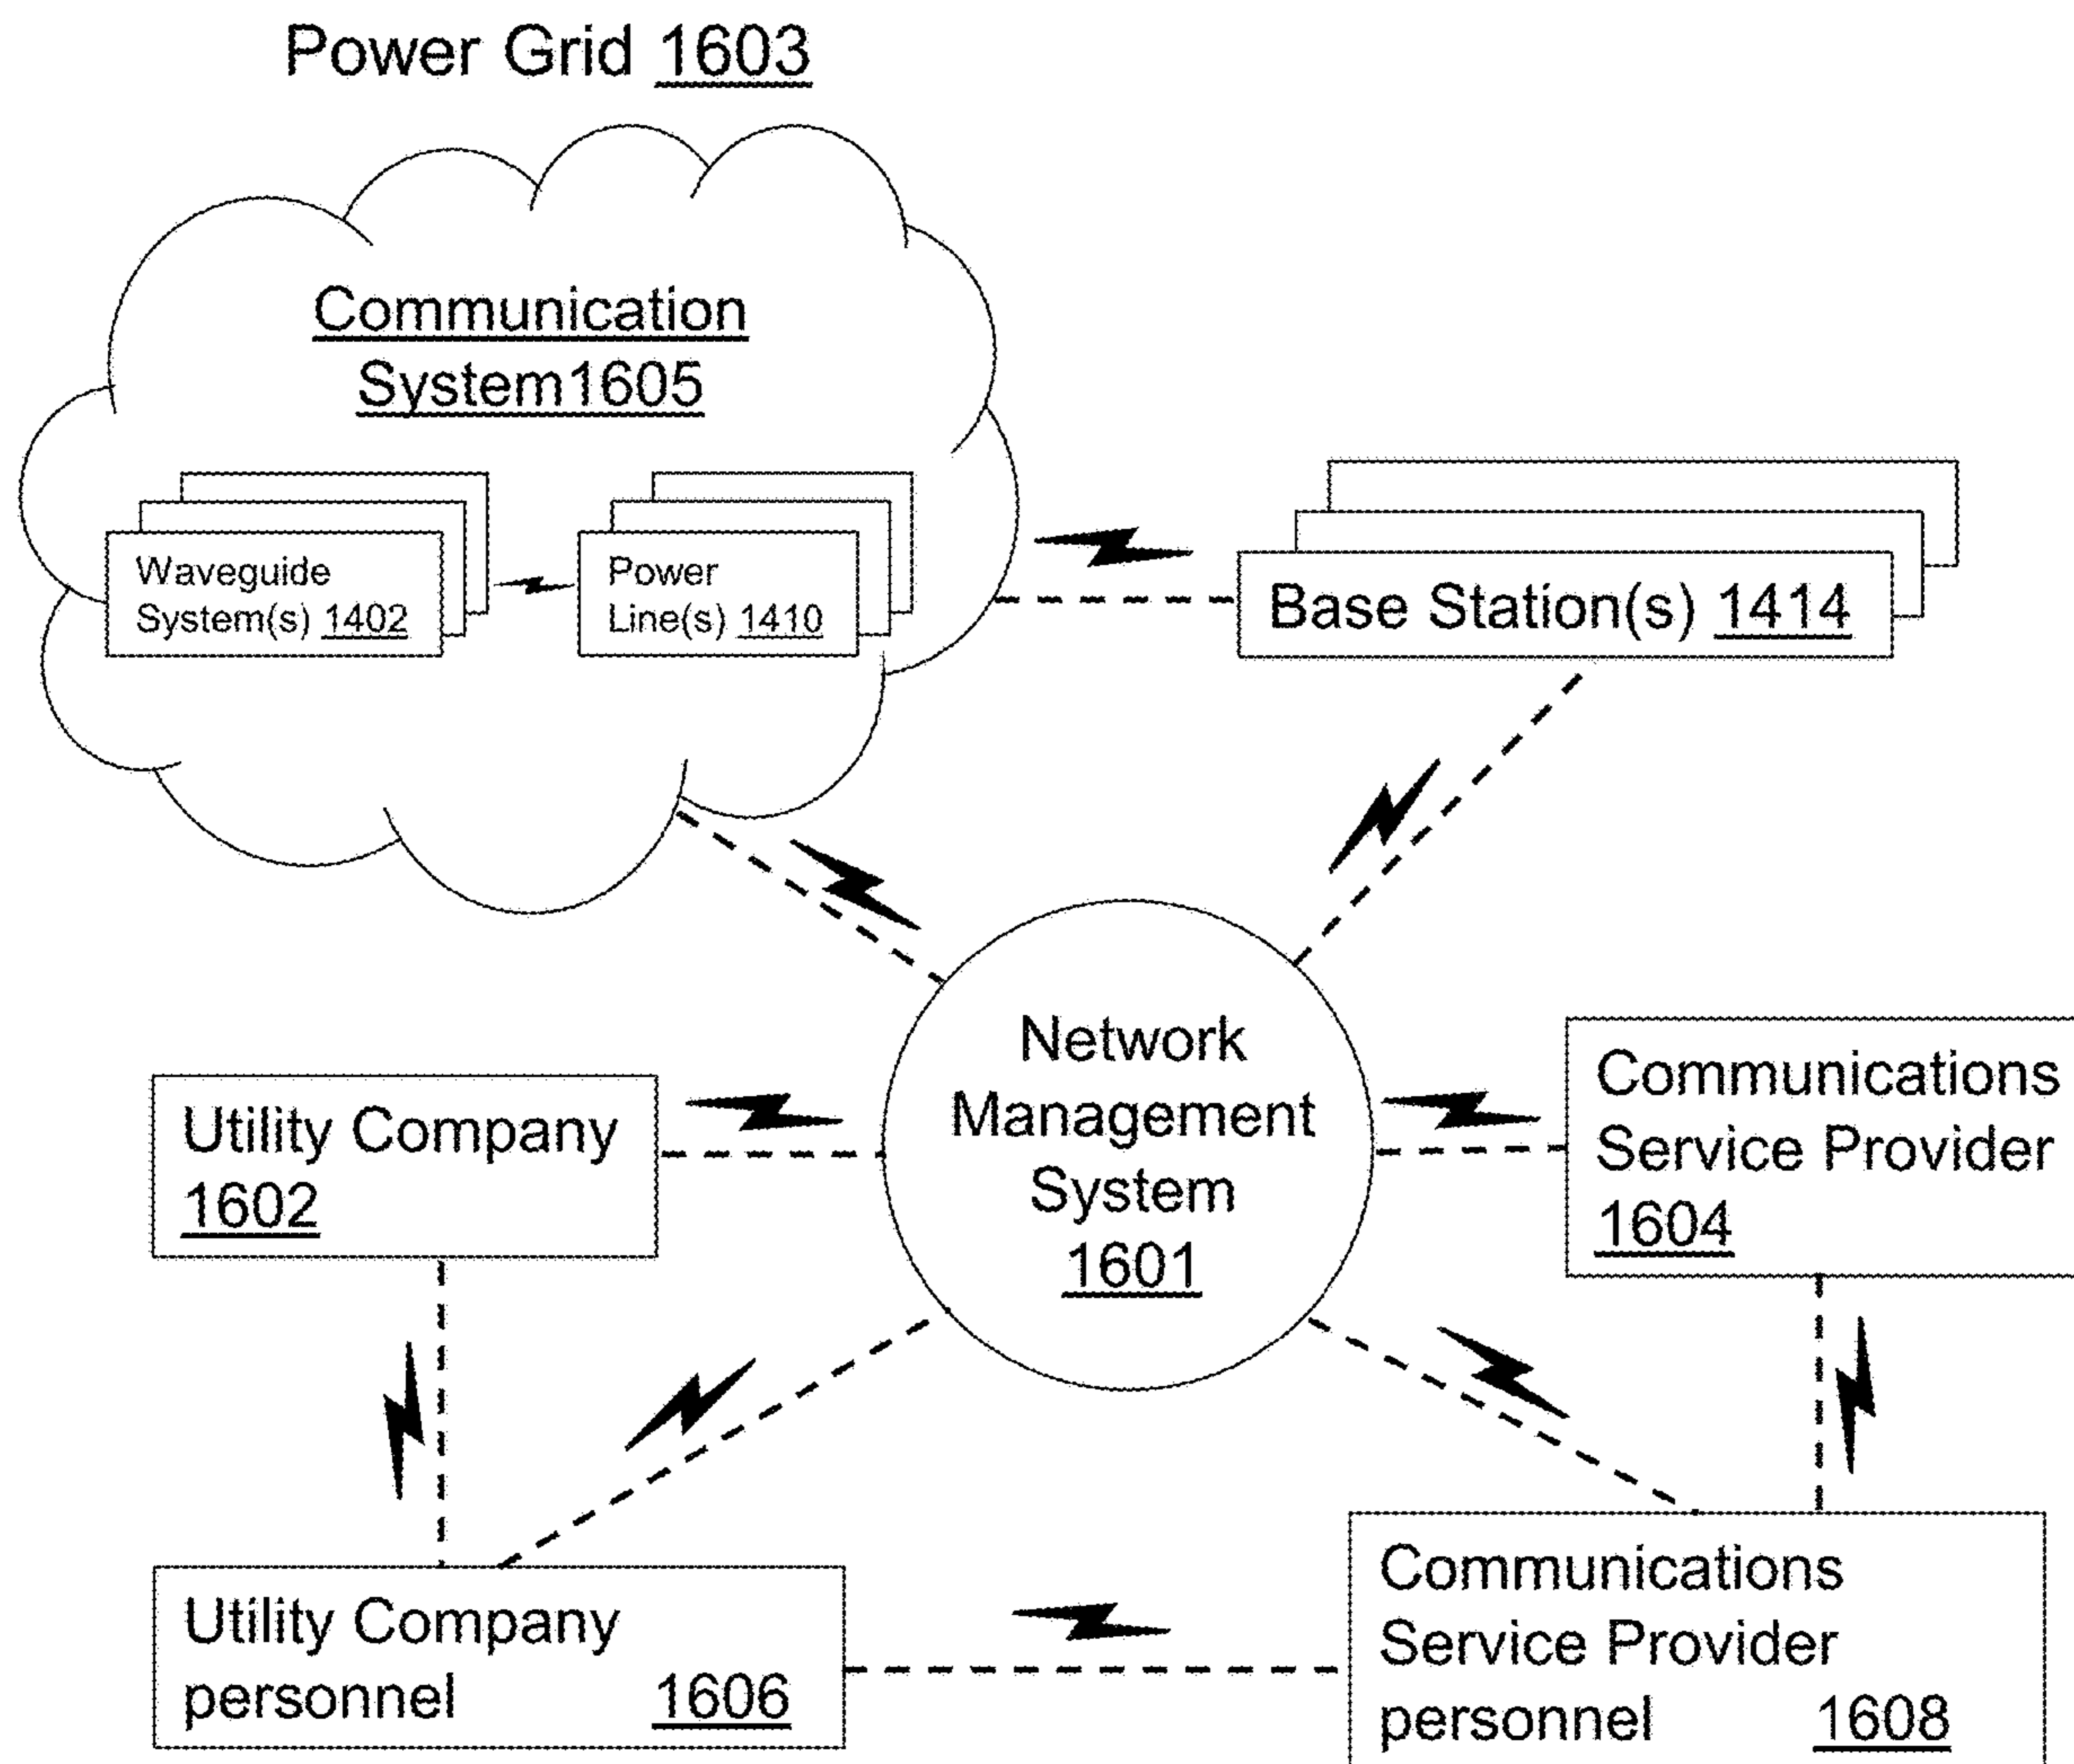 Power Grid 1603
Communication
System1605
Waveguide
System(s) 1402
Power
Line(s) 1410
Base Station(s) 1414
Network
Management
System
1601
Utility Company
1602
Communications
Service Provider
1604
Utility Company
personnel 1606
Communications
Service Provider
personnel 1608